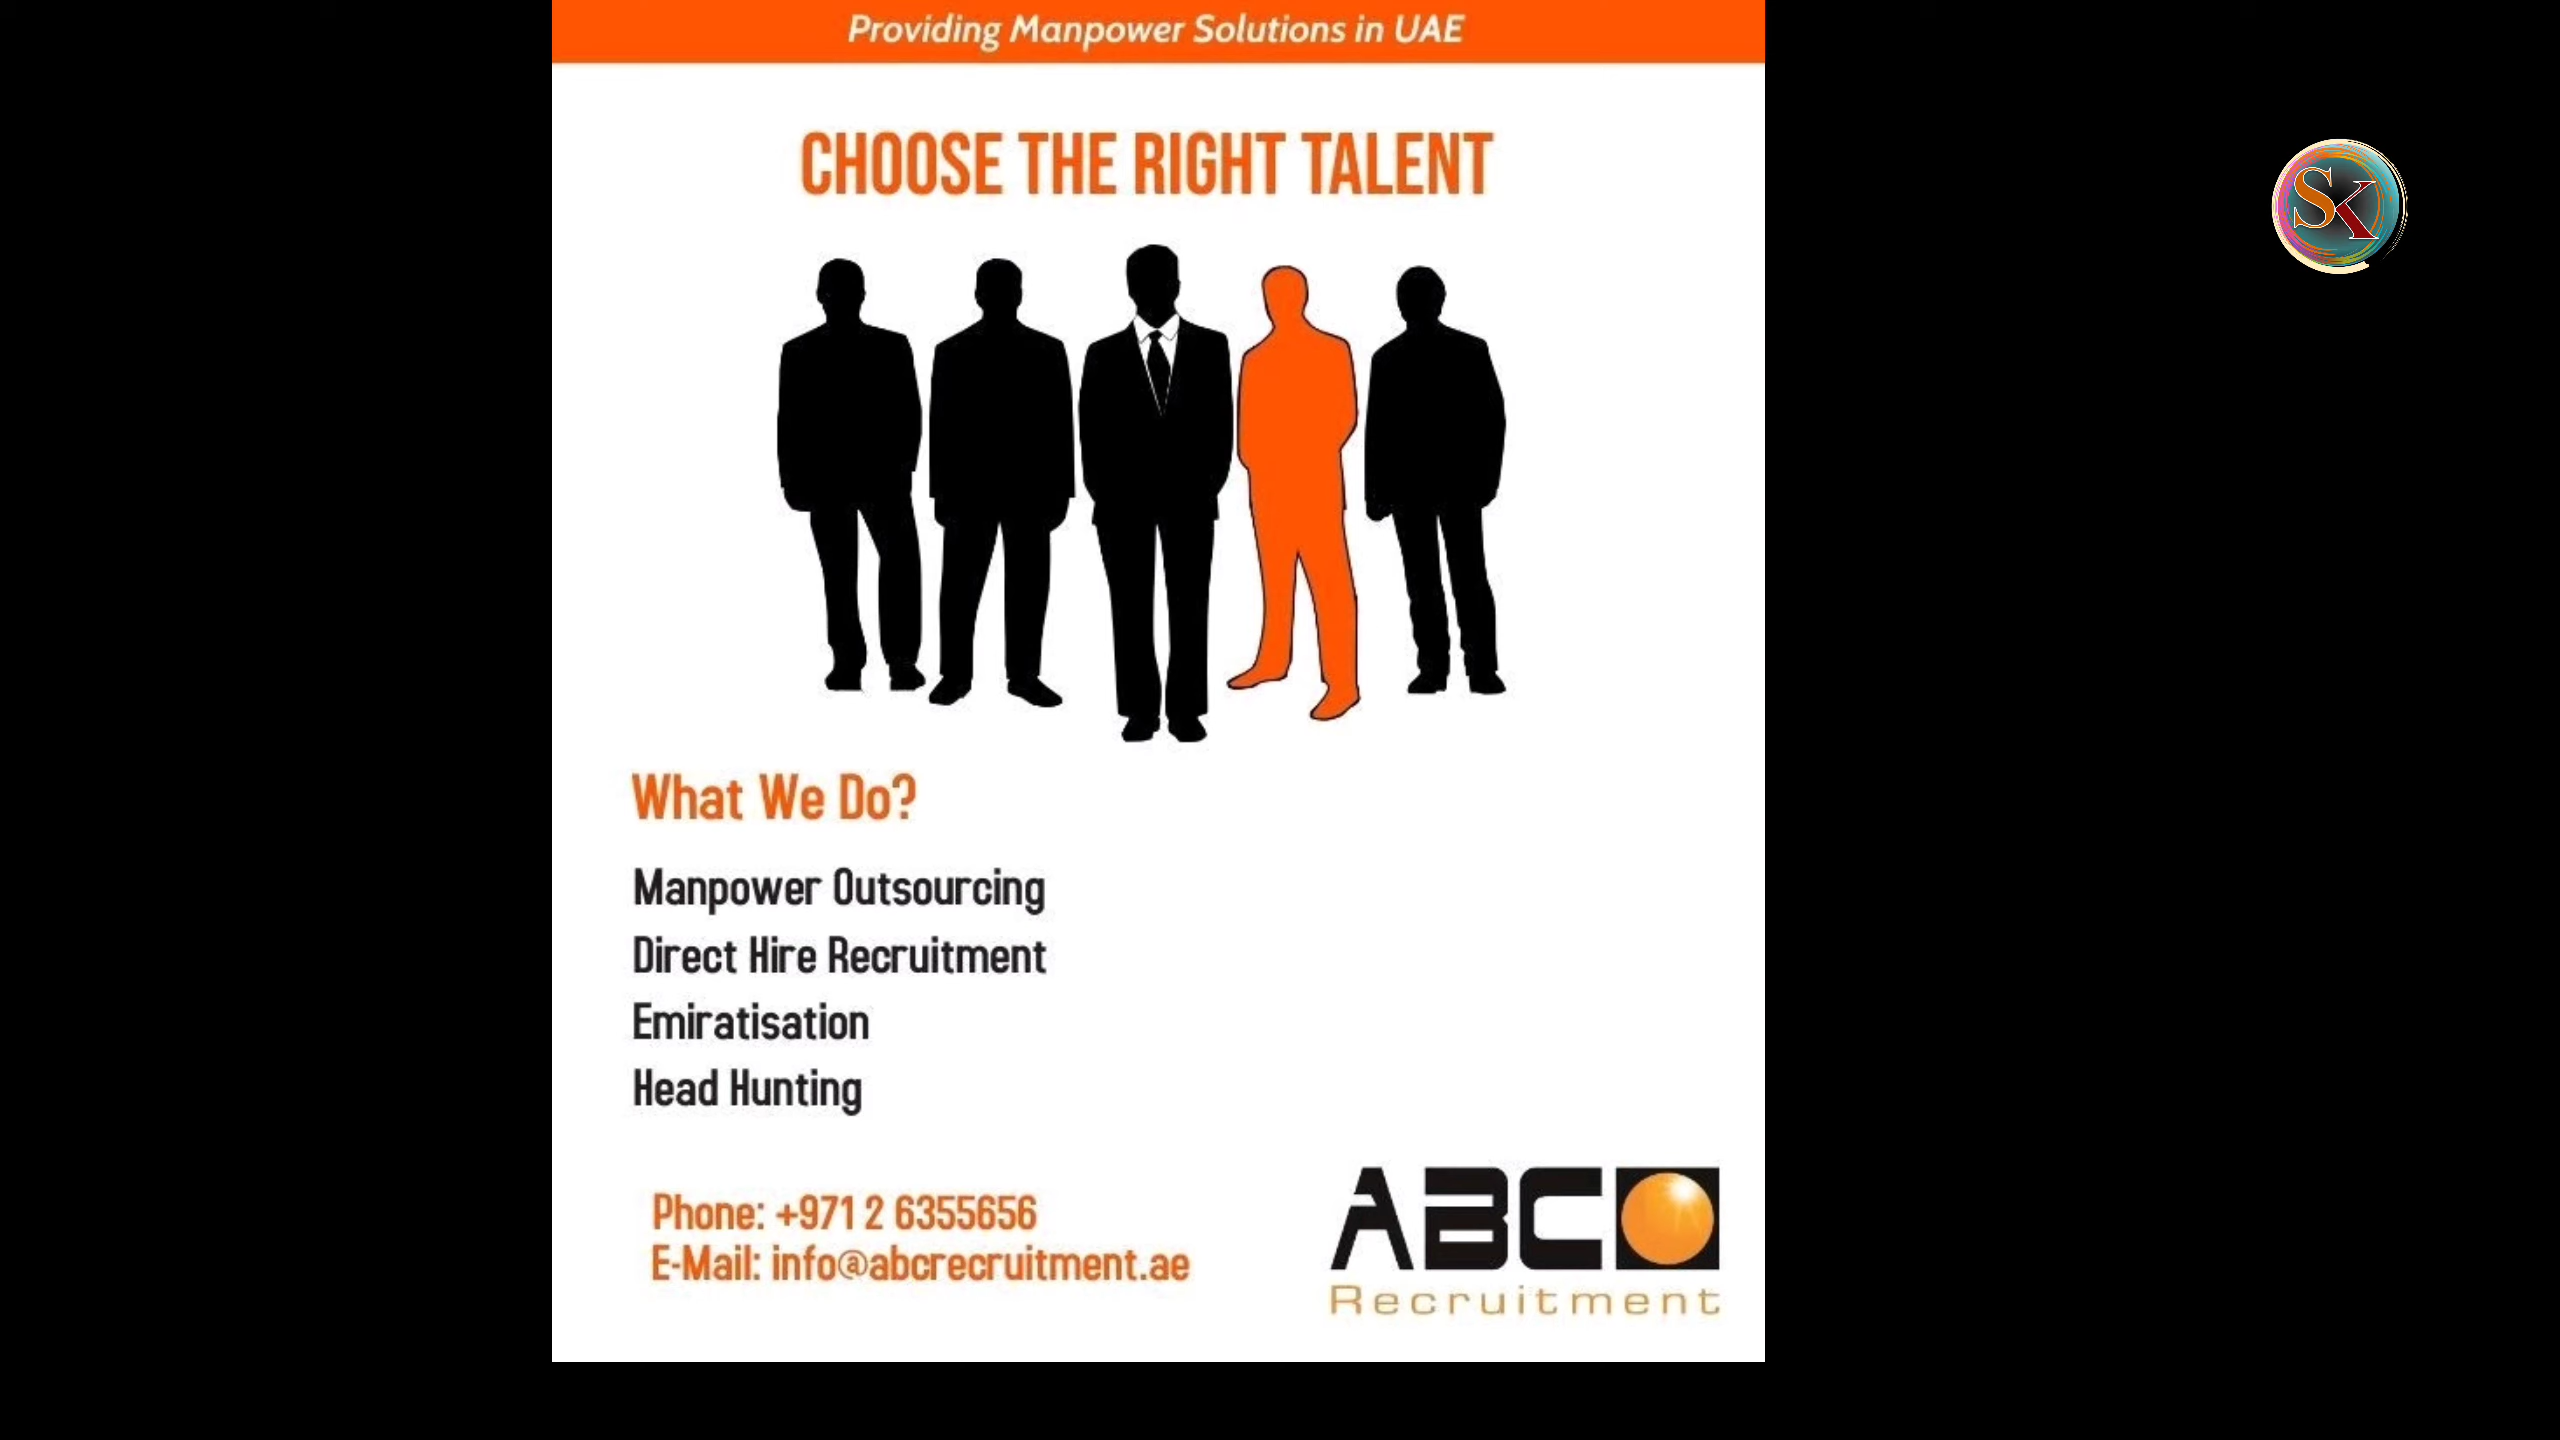 Providing Manpower Solutions in UAE
CHOOSE THE RIGHT TALENT
SK
What We Do?
Manpower Outsourcing
Direct Hire Recruitment
Emiratisation
Head Hunting
Phone: +971 2 6355656
E-Mail: info@abcrecruitment.ae
ABC
Recruitment